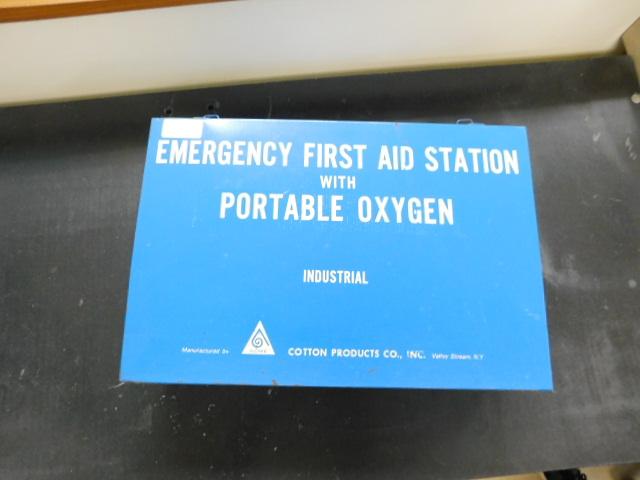 EMERGENCY FIRST AID STATION
WITH
PORTABLE OXYGEN
INDUSTRIAL
Manufactured By COTTON PRODUCTS CO., INC. Valley Stream, N.Y